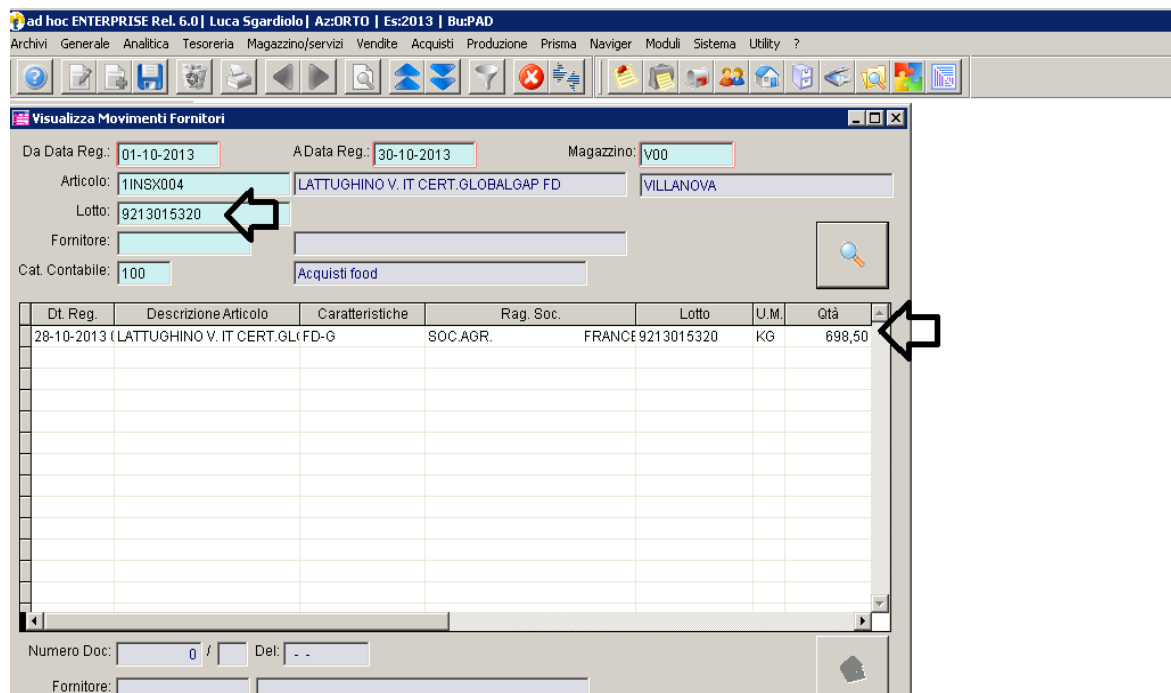 ad hoc ENTERPRISE Rel. 6.0| Luca Sgardiolo| Az:ORTO | Es:2013 | Bu:PAD
Archivi Generale Analitica Tesoreria Magazzino/servizi Vendite Acquisti Produzione Prisma Naviger Moduli Sistema Utility ?
Visualizza Movimenti Fornitori
Da Data Reg.: 01-10-2013 A Data Reg.: 30-10-2013 Magazzino: V00
Articolo: 1INSX004 LATTUGHINO V. IT CERT.GLOBALGAP FD VILLANOVA
Lotto: 9213015320
Fornitore:
Cat. Contabile: 100 Acquisti food
Dt. Reg. Descrizione Articolo Caratteristiche Rag. Soc. Lotto U.M. Qtà
28-10-2013 ( LATTUGHINO V. IT CERT.GL( FD-G SOC.AGR. FRANCE 9213015320 KG 698,50
Numero Doc: 0 / Del: - -
Fornitore: